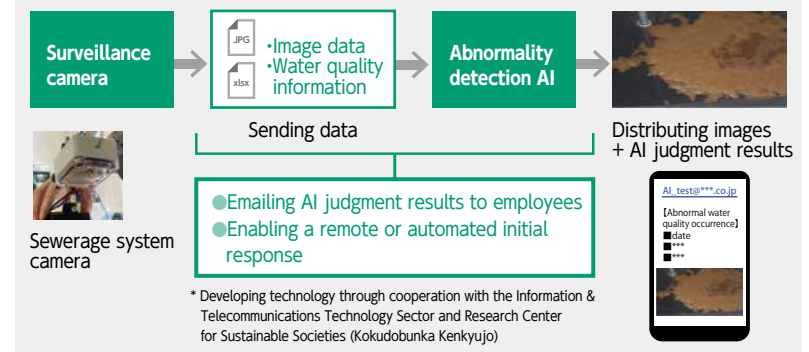 Surveillance
camera
JPG
xlsx
・Image data
・Water quality
information
Abnormality
detection AI
Sending data
Distributing images
+ AI judgment results
Sewerage system
camera
●Emailing AI judgment results to employees
●Enabling a remote or automated initial
response
AI_test@***.co.jp
【Abnormal water
quality occurrence】
■date
■***
■***
* Developing technology through cooperation with the Information &
Telecommunications Technology Sector and Research Center
for Sustainable Societies (Kokudobunka Kenkyujo)